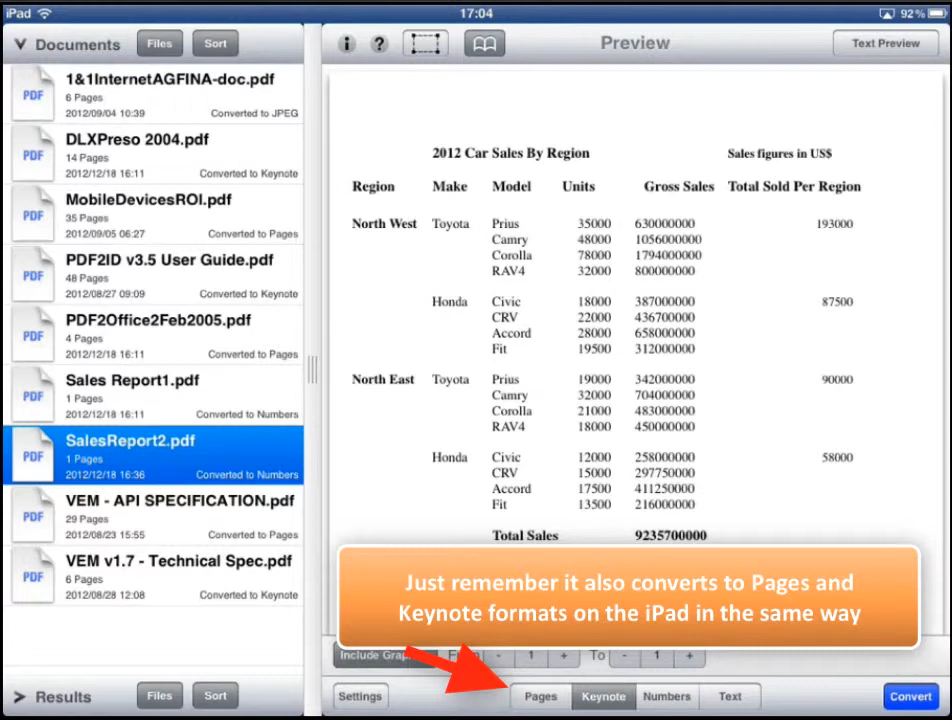 iPad 17:04 92%
Documents Files Sort
PDF 1&1InternetAGFINA-doc.pdf
6 Pages
2012/09/04 10:39 Converted to JPEG
PDF DLXPreso 2004.pdf
14 Pages
2012/12/18 16:11 Converted to Keynote
PDF MobileDevicesROI.pdf
35 Pages
2012/09/05 06:27 Converted to Pages
PDF PDF2ID v3.5 User Guide.pdf
48 Pages
2012/08/27 09:09 Converted to Keynote
PDF PDF2Office2Feb2005.pdf
4 Pages
2012/12/18 16:11 Converted to Pages
PDF Sales Report1.pdf
1 Pages
2012/12/18 16:11 Converted to Numbers
PDF SalesReport2.pdf
1 Pages
2012/12/18 16:36 Converted to Numbers
PDF VEM - API SPECIFICATION.pdf
29 Pages
2012/08/23 15:55 Converted to Pages
PDF VEM v1.7 - Technical Spec.pdf
6 Pages
2012/08/28 12:08 Converted to Keynote
Results Files Sort
i ? Preview Text Preview
2012 Car Sales By Region Sales figures in US$
Region Make Model Units Gross Sales Total Sold Per Region
North West Toyota Prius 35000 630000000 193000
Camry 48000 1056000000
Corolla 78000 1794000000
RAV4 32000 800000000
Honda Civic 18000 387000000 87500
CRV 22000 436700000
Accord 28000 658000000
Fit 19500 312000000
North East Toyota Prius 19000 342000000 90000
Camry 32000 704000000
Corolla 21000 483000000
RAV4 18000 450000000
Honda Civic 12000 258000000 58000
CRV 15000 297750000
Accord 17500 411250000
Fit 13500 216000000
Total Sales 9235700000
Just remember it also converts to Pages and
Keynote formats on the iPad in the same way
Include - 1 + To - 1 +
Settings Pages Keynote Numbers Text Convert